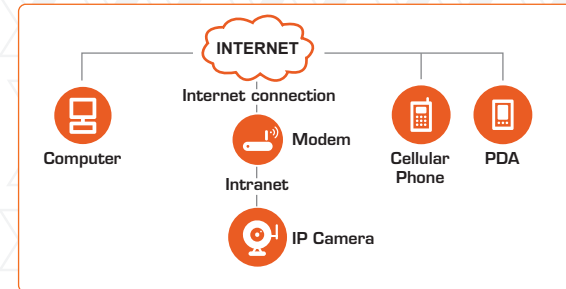 INTERNET
Internet connection
Computer
Modem
Cellular
Phone
PDA
Intranet
IP Camera